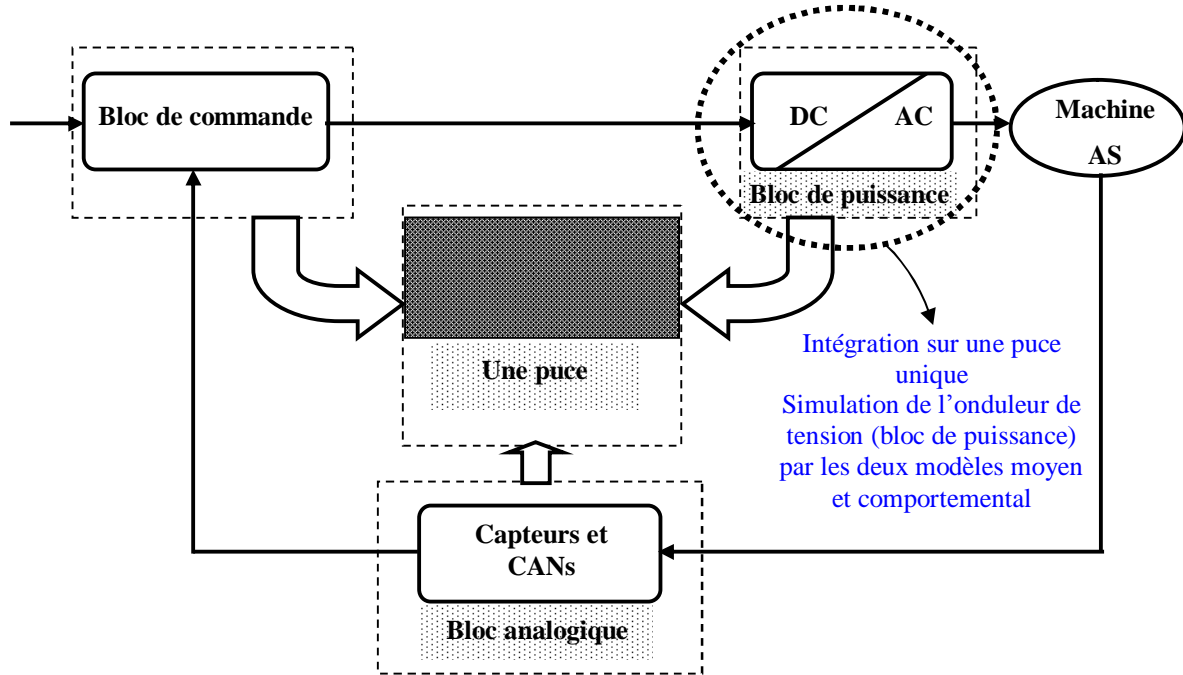 Bloc de commande
DC
AC
Machine
AS
Bloc de puissance
Une puce
Intégration sur une puce
unique
Simulation de l’onduleur de
tension (bloc de puissance)
par les deux modèles moyen
et comportemental
Capteurs et
CANs
Bloc analogique